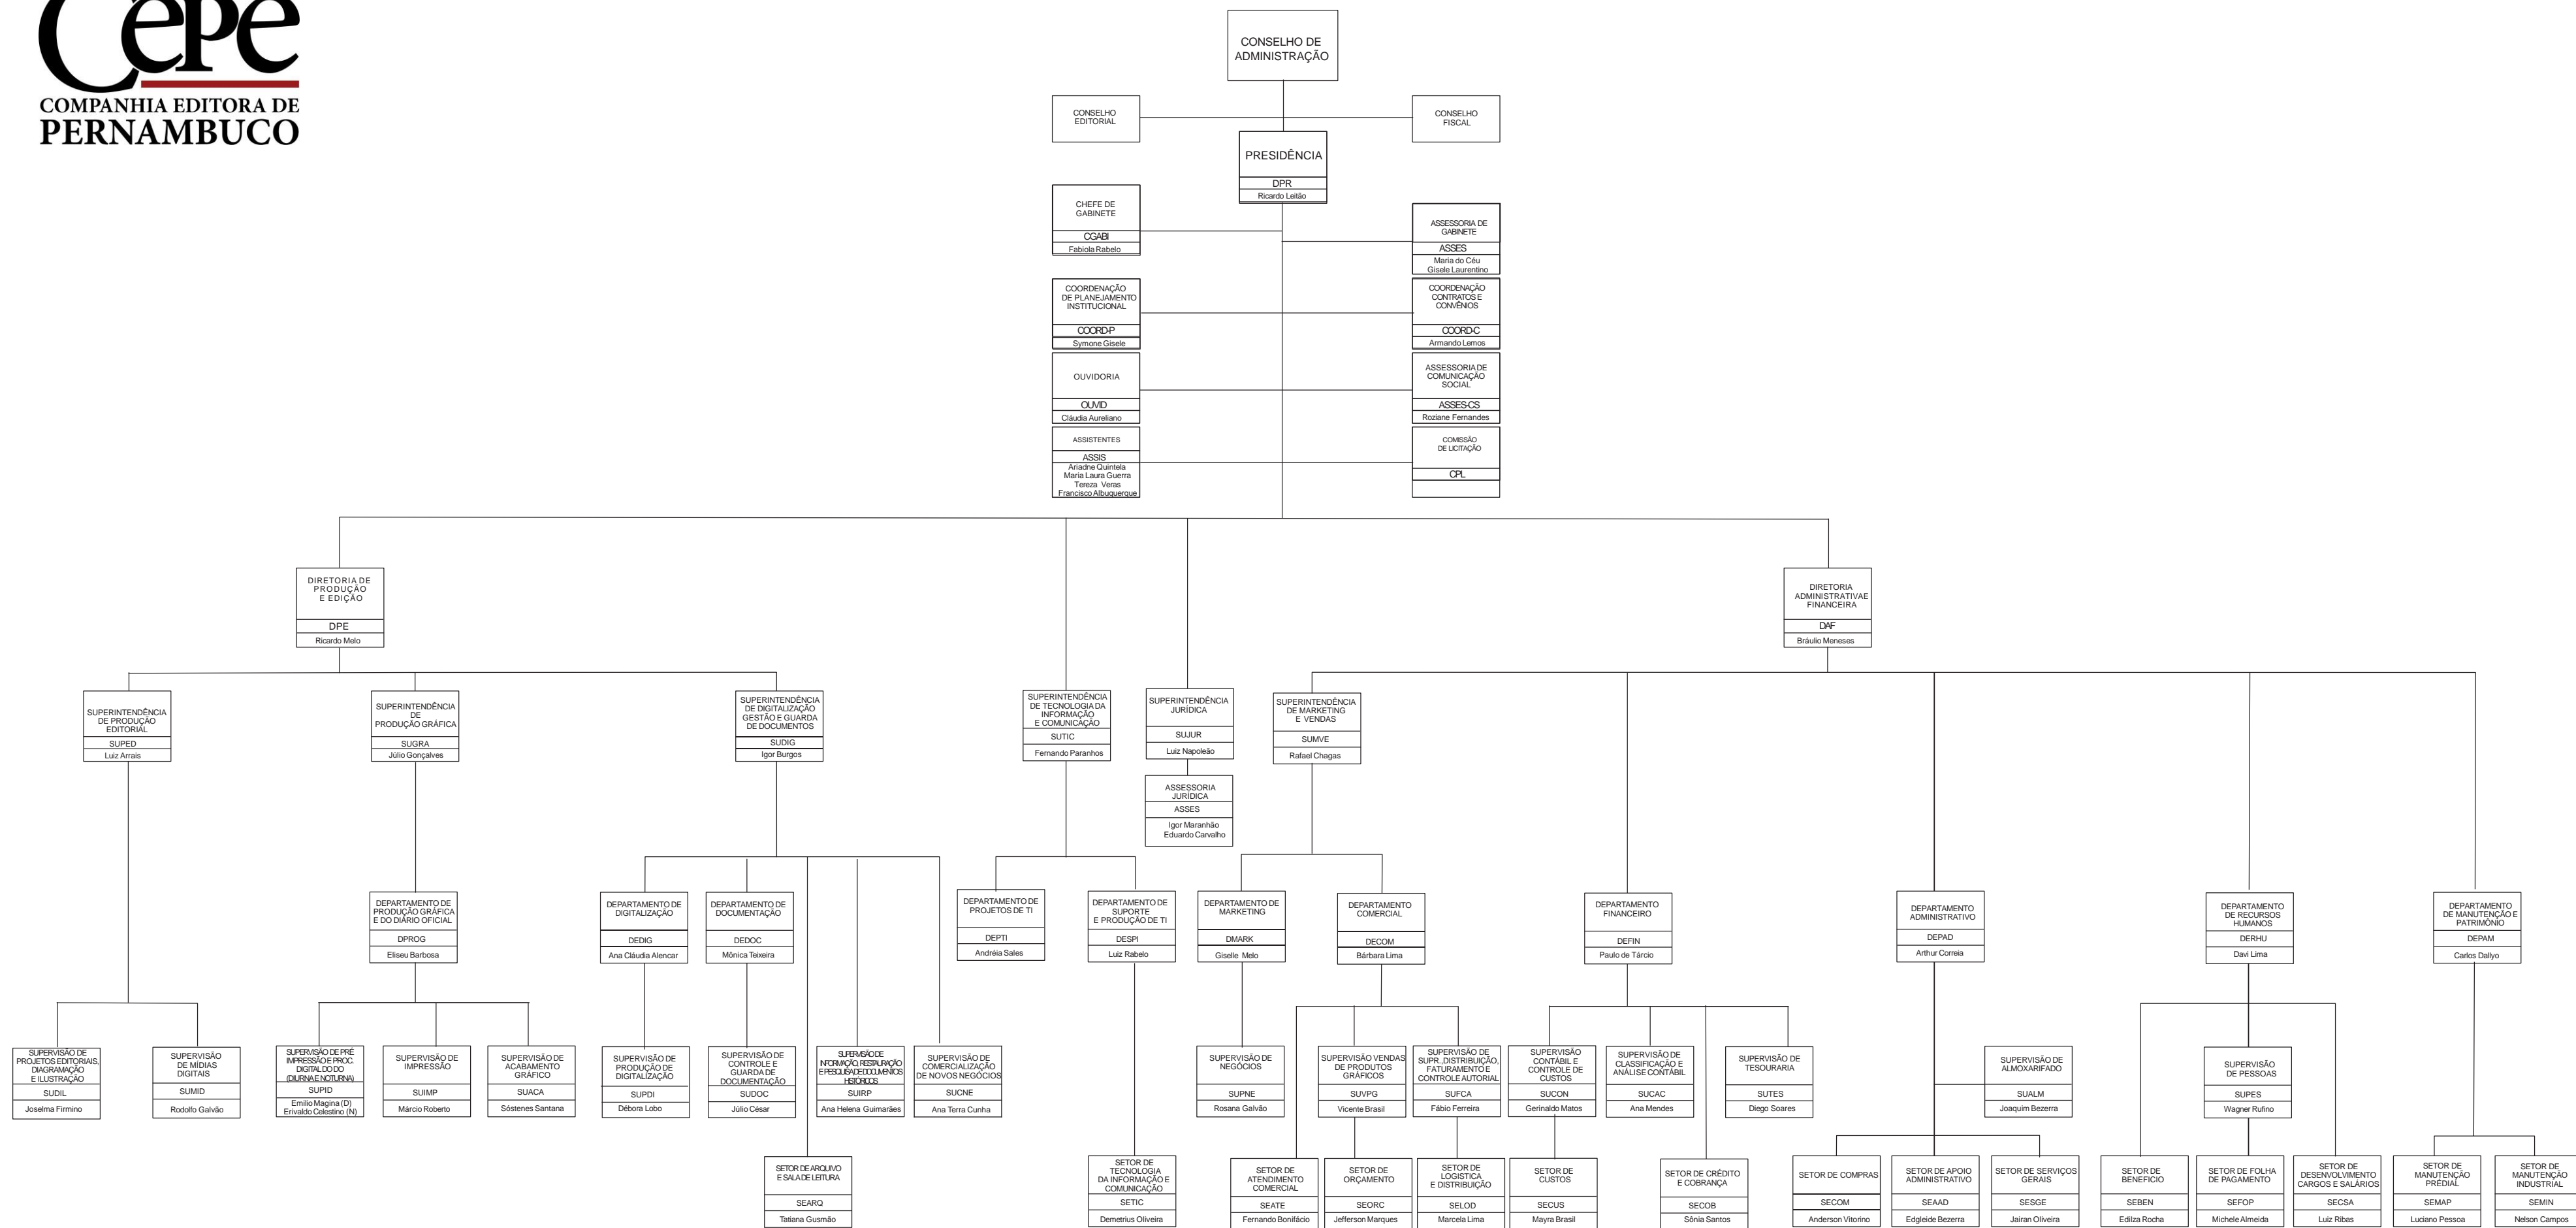 Cepe
COMPANHIA EDITORA DE
PERNAMBUCO
CONSELHO DE
ADMINISTRAÇÃO
CONSELHO
EDITORIAL
CONSELHO
FISCAL
PRESIDÊNCIA
DPR
Ricardo Leitão
CHEFE DE
GABINETE
CGABI
Fabiola Rabelo
ASSESSORIA DE
GABINETE
ASSES
Maria do Céu
Gisele Laurentino
COORDENAÇÃO
DE PLANEJAMENTO
INSTITUCIONAL
COORD-P
Symone Gisele
COORDENAÇÃO
CONTRATOS E
CONVÊNIOS
COORD-C
Armando Lemos
OUVIDORIA
OUVID
Cláudia Aureliano
ASSESSORIA DE
COMUNICAÇÃO
SOCIAL
ASSES-CS
Roziane Fernandes
ASSISTENTES
ASSIS
Ariadne Quintela
Maria Laura Guerra
Tereza Veras
Francisco Albuquerque
COMISSÃO
DE LICITAÇÃO
CPL
DIRETORIA DE
PRODUÇÃO
E EDIÇÃO
DPE
Ricardo Melo
DIRETORIA
ADMINISTRATIVAE
FINANCEIRA
DAF
Bráulio Meneses
SUPERINTENDÊNCIA
DE PRODUÇÃO
EDITORIAL
SUPED
Luiz Arrais
SUPERINTENDÊNCIA
DE
PRODUÇÃO GRÁFICA
SUGRA
Júlio Gonçalves
SUPERINTENDÊNCIA
DE DIGITALIZAÇÃO
GESTÃO E GUARDA
DE DOCUMENTOS
SUDIG
Igor Burgos
SUPERINTENDÊNCIA
DE TECNOLOGIA DA
INFORMAÇÃO
E COMUNICAÇÃO
SUTIC
Fernando Paranhos
SUPERINTENDÊNCIA
JURÍDICA
SUJUR
Luiz Napoleão
SUPERINTENDÊNCIA
DE MARKETING
E VENDAS
SUMVE
Rafael Chagas
ASSESSORIA
JURÍDICA
ASSES
Igor Maranhão
Eduardo Carvalho
DEPARTAMENTO DE
PRODUÇÃO GRÁFICA
E DO DIÁRIO OFICIAL
DPROG
Eliseu Barbosa
DEPARTAMENTO DE
DIGITALIZAÇÃO
DEDIG
Ana Cláudia Alencar
DEPARTAMENTO DE
DOCUMENTAÇÃO
DEDOC
Mônica Teixeira
DEPARTAMENTO DE
PROJETOS DE TI
DEPTI
Andréia Sales
DEPARTAMENTO DE
SUPORTE
E PRODUÇÃO DE TI
DESPI
Luiz Rabelo
DEPARTAMENTO DE
MARKETING
DMARK
Giselle Melo
DEPARTAMENTO
COMERCIAL
DECOM
Bárbara Lima
DEPARTAMENTO
FINANCEIRO
DEFIN
Paulo de Tárcio
DEPARTAMENTO
ADMINISTRATIVO
DEPAD
Arthur Correia
DEPARTAMENTO
DE RECURSOS
HUMANOS
DERHU
Davi Lima
DEPARTAMENTO
DE MANUTENÇÃO E
PATRIMÔNIO
DEPAM
Carlos Dallyo
SUPERVISÃO DE
PROJETOS EDITORIAIS,
DIAGRAMAÇÃO
E ILUSTRAÇÃO
SUDIL
Joselma Firmino
SUPERVISÃO
DE MÍDIAS
DIGITAIS
SUMID
Rodolfo Galvão
SUPERVISÃO DE PRÉ
IMPRESSÃO E PROC.
DIGITAL DO DO
(DIURNA E NOTURNA)
SUPID
Emilio Magina (D)
Erivaldo Celestino (N)
SUPERVISÃO DE
IMPRESSÃO
SUIMP
Márcio Roberto
SUPERVISÃO DE
ACABAMENTO
GRÁFICO
SUACA
Sóstenes Santana
SUPERVISÃO DE
PRODUÇÃO DE
DIGITALIZAÇÃO
SUPDI
Débora Lobo
SUPERVISÃO DE
CONTROLE E
GUARDA DE
DOCUMENTAÇÃO
SUDOC
Júlio César
SUPERVISÃO DE
INFORMAÇÃO, RESTAURAÇÃO
E PESQUISA DE DOCUMENTOS
HISTÓRICOS
SUIRP
Ana Helena Guimarães
SUPERVISÃO DE
COMERCIALIZAÇÃO
DE NOVOS NEGÓCIOS
SUCNE
Ana Terra Cunha
SUPERVISÃO DE
NEGÓCIOS
SUPNE
Rosana Galvão
SUPERVISÃO VENDAS
DE PRODUTOS
GRÁFICOS
SUVPG
Vicente Brasil
SUPERVISÃO DE
SUPR.,DISTRIBUIÇÃO,
FATURAMENTO E
CONTROLE AUTORIAL
SUFCA
Fábio Ferreira
SUPERVISÃO
CONTÁBIL E
CONTROLE DE
CUSTOS
SUCON
Gerinaldo Matos
SUPERVISÃO DE
CLASSIFICAÇÃO E
ANÁLISE CONTÁBIL
SUCAC
Ana Mendes
SUPERVISÃO DE
TESOURARIA
SUTES
Diego Soares
SUPERVISÃO DE
ALMOXARIFADO
SUALM
Joaquim Bezerra
SUPERVISÃO
DE PESSOAS
SUPES
Wagner Rufino
SETOR DE ARQUIVO
E SALA DE LEITURA
SEARQ
Tatiana Gusmão
SETOR DE
TECNOLOGIA
DA INFORMAÇÃO E
COMUNICAÇÃO
SETIC
Demetrius Oliveira
SETOR DE
ATENDIMENTO
COMERCIAL
SEATE
Fernando Bonifácio
SETOR DE
ORÇAMENTO
SEORC
Jefferson Marques
SETOR DE
LOGISTICA
E DISTRIBUIÇÃO
SELOD
Marcela Lima
SETOR DE
CUSTOS
SECUS
Mayra Brasil
SETOR DE CRÉDITO
E COBRANÇA
SECOB
Sônia Santos
SETOR DE COMPRAS
SECOM
Anderson Vitorino
SETOR DE APOIO
ADMINISTRATIVO
SEAAD
Edgleide Bezerra
SETOR DE SERVIÇOS
GERAIS
SESGE
Jairan Oliveira
SETOR DE
BENEFICIO
SEBEN
Edilza Rocha
SETOR DE FOLHA
DE PAGAMENTO
SEFOP
Michele Almeida
SETOR DE
DESENVOLVIMENTO
CARGOS E SALÁRIOS
SECSA
Luiz Ribas
SETOR DE
MANUTENÇÃO
PRÉDIAL
SEMAP
Luciano Pessoa
SETOR DE
MANUTENÇÃO
INDUSTRIAL
SEMIN
Nelson Campos